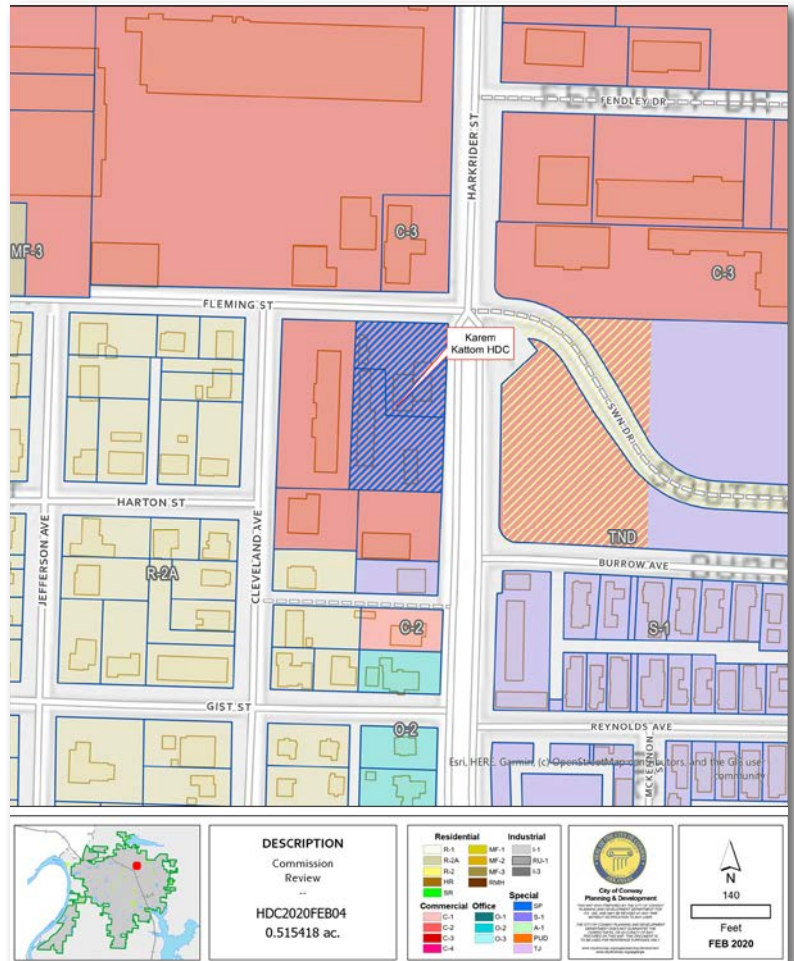 FENDLEY DR
FENDLEY DR
HARKRIDER ST
C-3
MF-3
C-3
FLEMING ST
Karem
Kattom HDC
SWN DR
HARTON ST
JEFFERSON AVE
CLEVELAND AVE
R-2A
TND
BURROW AVE
C-2
S-1
GIST ST
O-2
REYNOLDS AVE
Esri, HERE, Garmin, (c) OpenStreetMap contributors, and the GIS user
community
DESCRIPTION
Commission
Review
--
HDC2020FEB04
0.515418 ac.
Residential
R-1
R-2A
R-2
HR
SR
MF-1
MF-2
MF-3
RMH
Industrial
I-1
RU-1
I-3
Commercial
C-1
C-2
C-3
C-4
Office
O-1
O-2
O-3
Special
SP
S-1
A-1
PUD
TJ
City of Conway
Planning & Development
N
140
Feet
FEB 2020